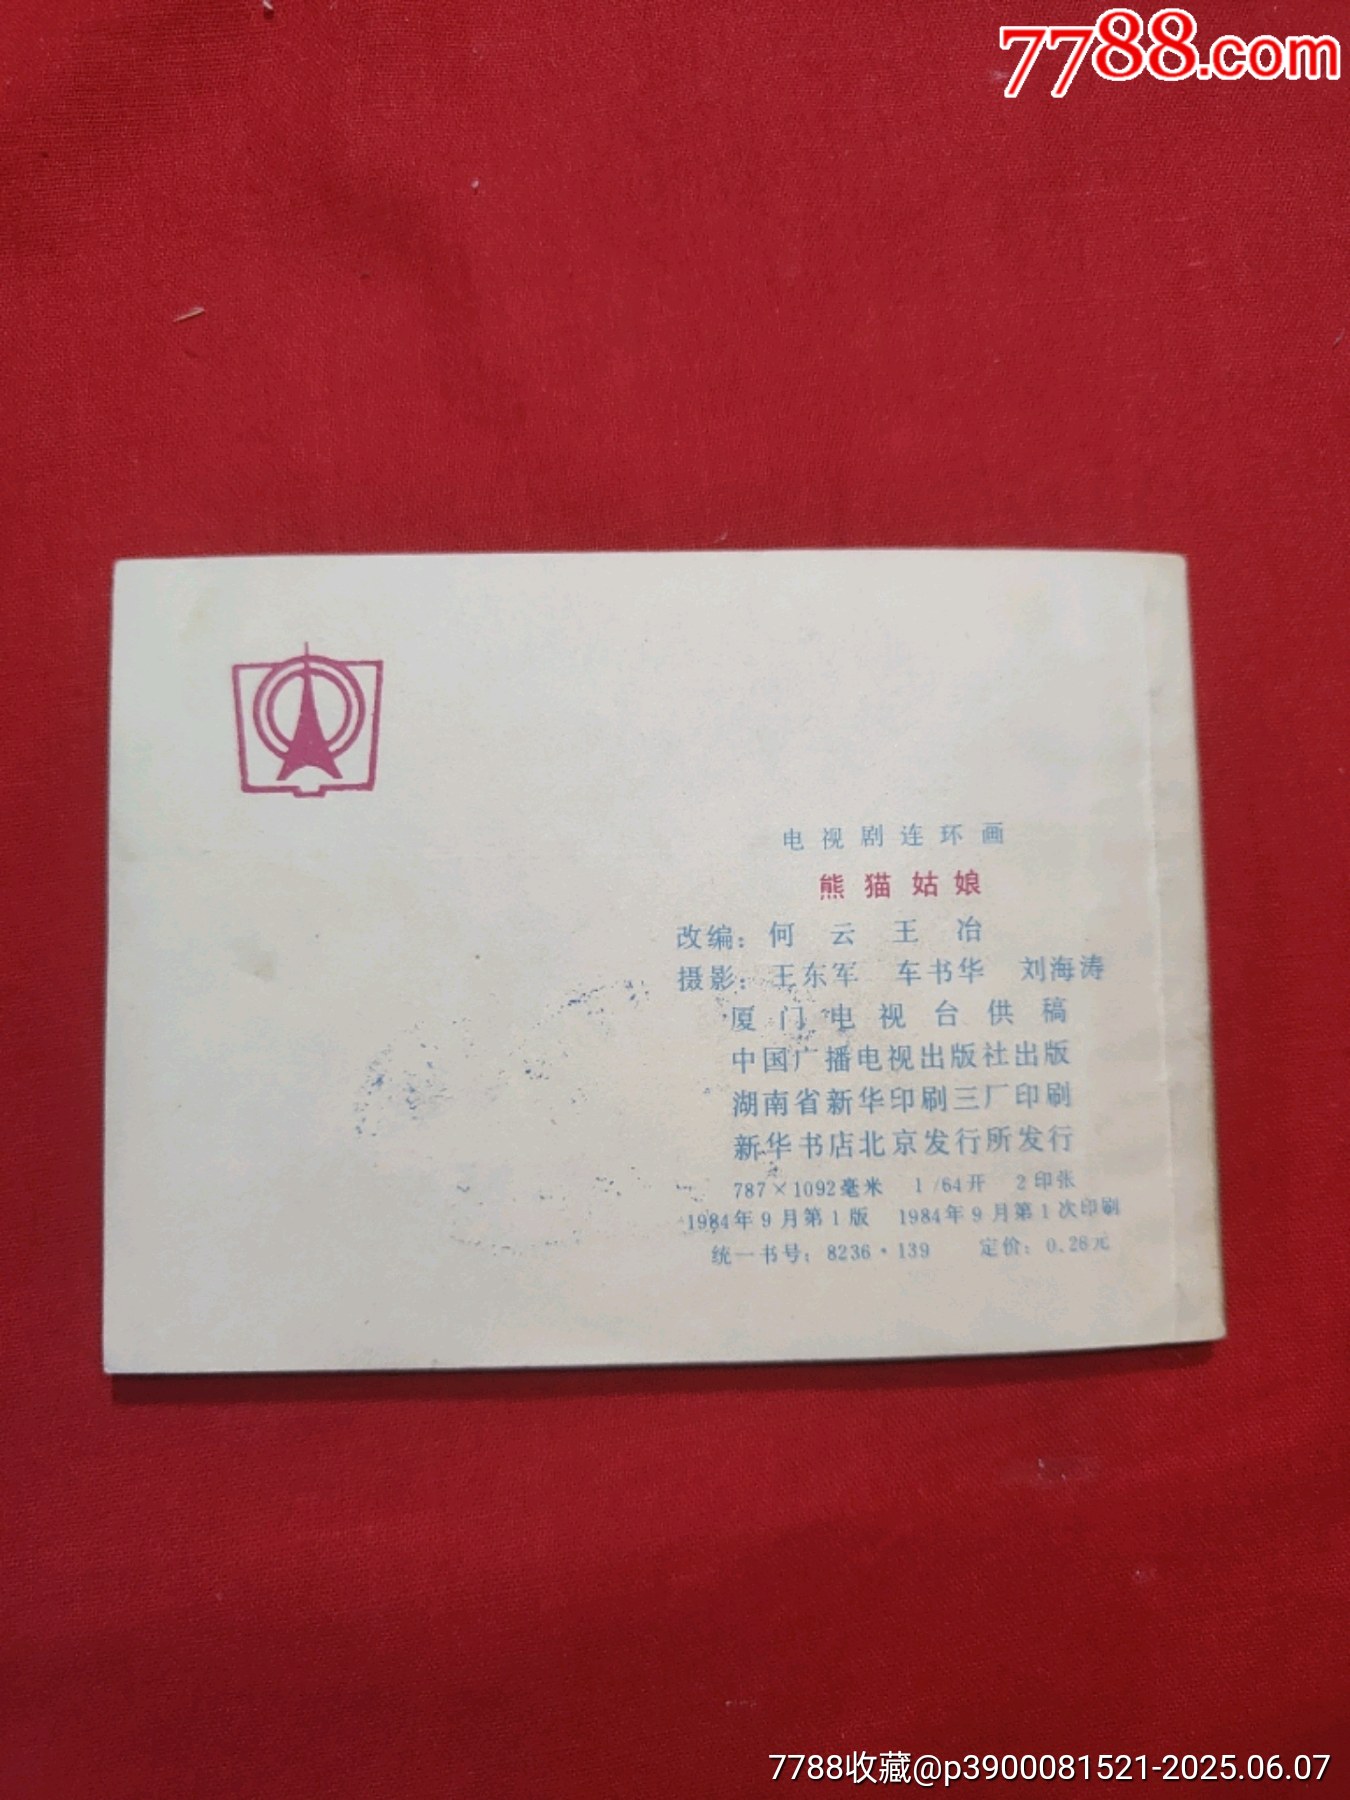 7788.com
电视剧连环画
熊猫姑娘
改编：何云 王冶
摄影：王东军 车书华 刘海涛
厦门电视台供稿
中国广播电视出版社出版
湖南省新华印刷三厂印刷
新华书店北京发行所发行
787×1092毫米 1/64开 2印张
1984年9月第1版 1984年9月第1次印刷
统一书号：8236·139 定价：0.26元
7788收藏@p3900081521-2025.06.07